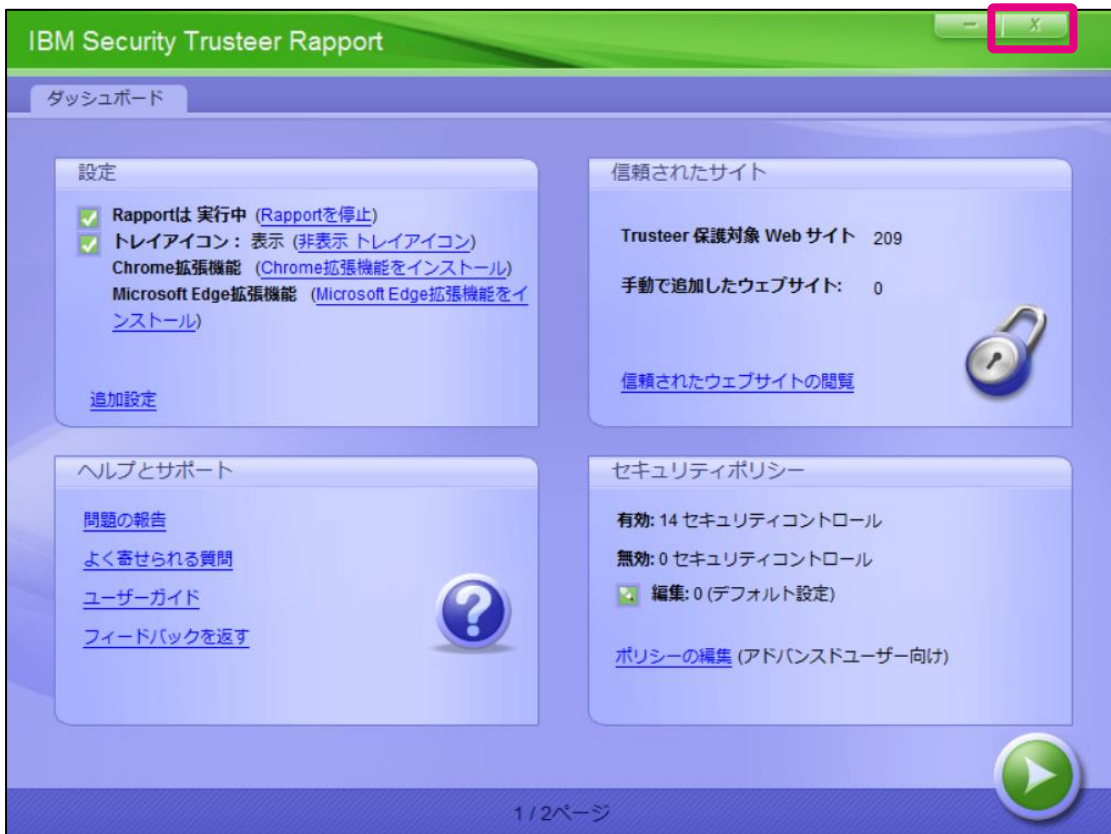 IBM Security Trusteer Rapport
– X
ダッシュボード
設定
Rapportは 実行中 (Rapportを停止)
トレイアイコン： 表示 (非表示 トレイアイコン)
Chrome拡張機能 (Chrome拡張機能をインストール)
Microsoft Edge拡張機能 (Microsoft Edge拡張機能をイ
ンストール)
追加設定
信頼されたサイト
Trusteer 保護対象 Web サイト 209
手動で追加したウェブサイト: 0
信頼されたウェブサイトの閲覧
ヘルプとサポート
問題の報告
よく寄せられる質問
ユーザーガイド
フィードバックを返す
?
セキュリティポリシー
有効: 14 セキュリティコントロール
無効: 0 セキュリティコントロール
編集: 0 (デフォルト設定)
ポリシーの編集 (アドバンスドユーザー向け)
1 / 2ページ